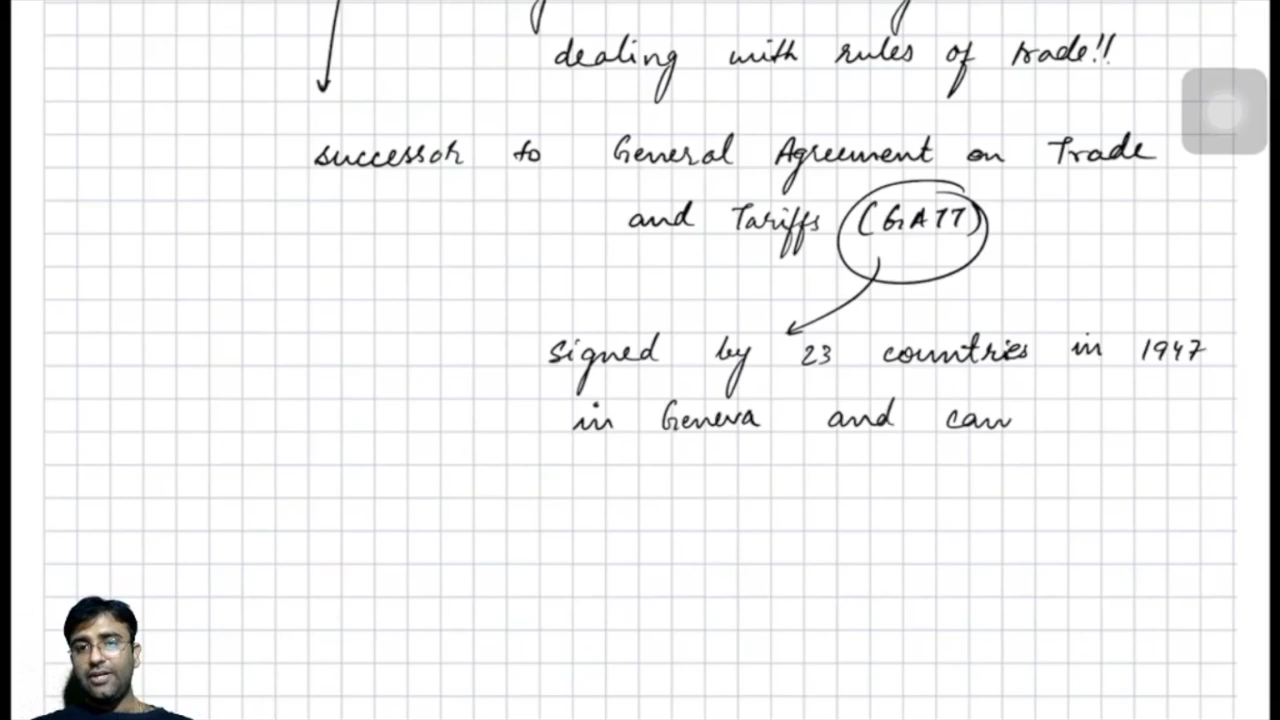 dealing with rules of trade!!
successor to General Agreement on Trade
and Tariffs (GATT)
signed by 23 countries in 1947
in Geneva and cam